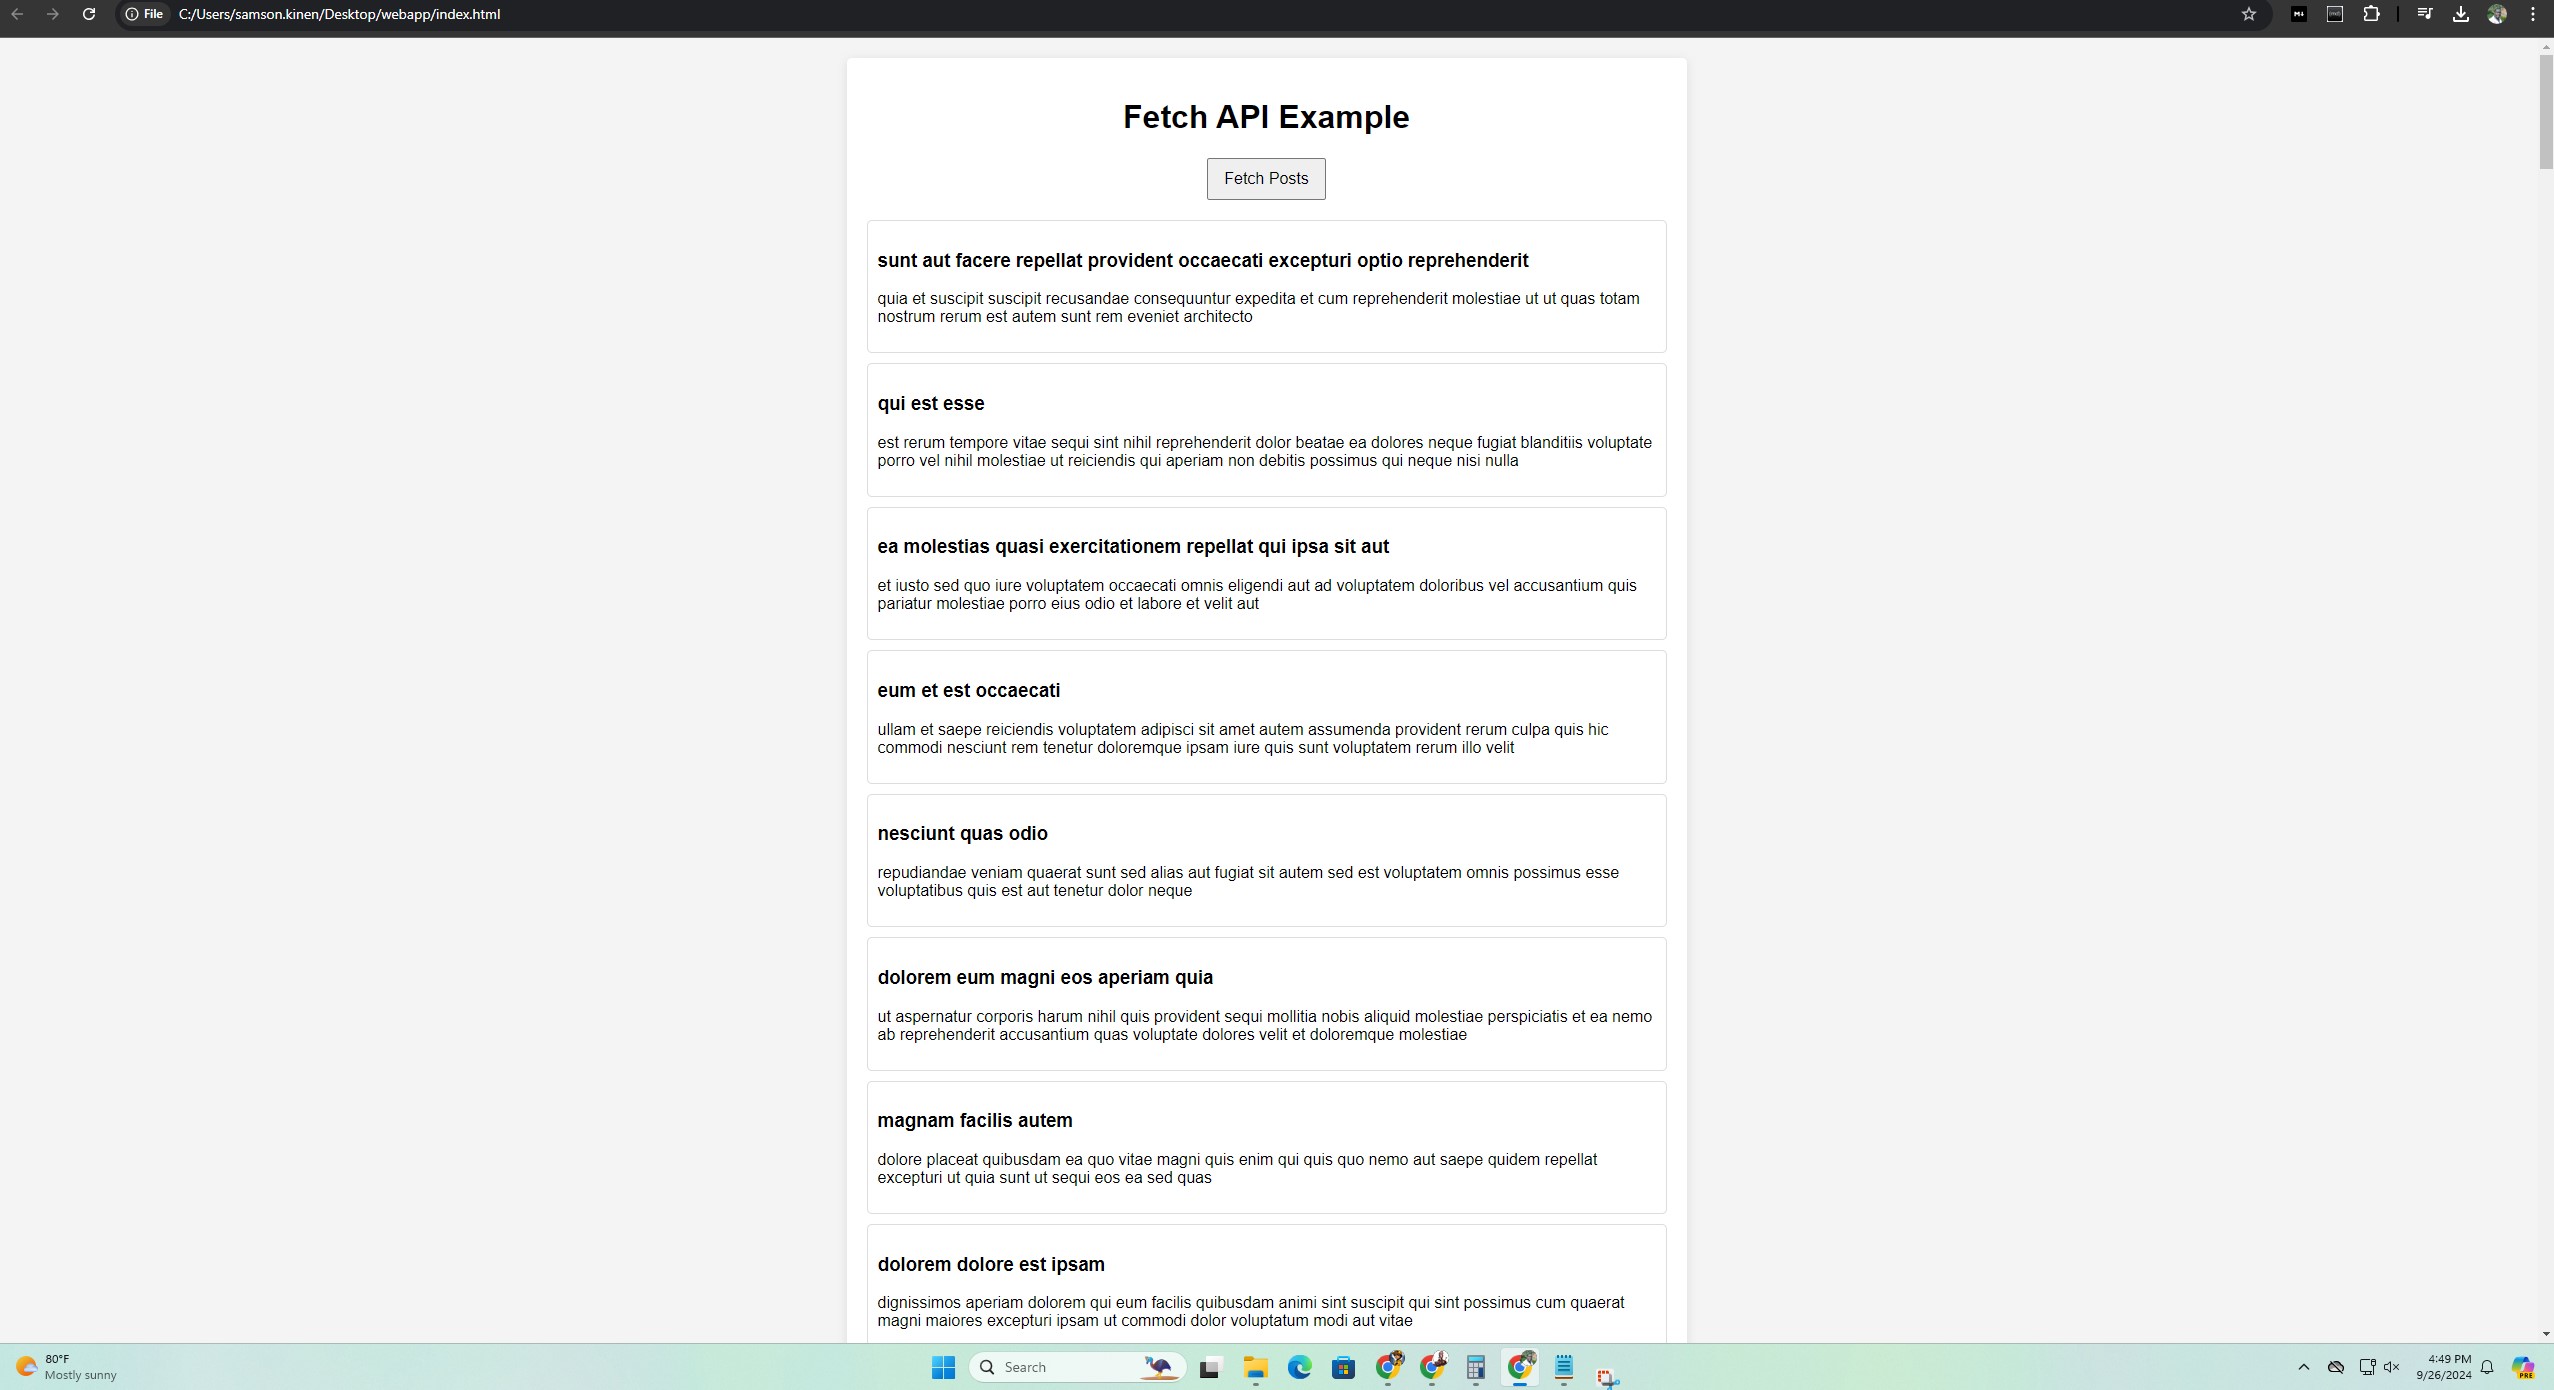 File C:/Users/samson.kinen/Desktop/webapp/index.html
Fetch API Example
Fetch Posts
sunt aut facere repellat provident occaecati excepturi optio reprehenderit
quia et suscipit suscipit recusandae consequuntur expedita et cum reprehenderit molestiae ut ut quas totam
nostrum rerum est autem sunt rem eveniet architecto
qui est esse
est rerum tempore vitae sequi sint nihil reprehenderit dolor beatae ea dolores neque fugiat blanditiis voluptate
porro vel nihil molestiae ut reiciendis qui aperiam non debitis possimus qui neque nisi nulla
ea molestias quasi exercitationem repellat qui ipsa sit aut
et iusto sed quo iure voluptatem occaecati omnis eligendi aut ad voluptatem doloribus vel accusantium quis
pariatur molestiae porro eius odio et labore et velit aut
eum et est occaecati
ullam et saepe reiciendis voluptatem adipisci sit amet autem assumenda provident rerum culpa quis hic
commodi nesciunt rem tenetur doloremque ipsam iure quis sunt voluptatem rerum illo velit
nesciunt quas odio
repudiandae veniam quaerat sunt sed alias aut fugiat sit autem sed est voluptatem omnis possimus esse
voluptatibus quis est aut tenetur dolor neque
dolorem eum magni eos aperiam quia
ut aspernatur corporis harum nihil quis provident sequi mollitia nobis aliquid molestiae perspiciatis et ea nemo
ab reprehenderit accusantium quas voluptate dolores velit et doloremque molestiae
magnam facilis autem
dolore placeat quibusdam ea quo vitae magni quis enim qui quis quo nemo aut saepe quidem repellat
excepturi ut quia sunt ut sequi eos ea sed quas
dolorem dolore est ipsam
dignissimos aperiam dolorem qui eum facilis quibusdam animi sint suscipit qui sint possimus cum quaerat
magni maiores excepturi ipsam ut commodi dolor voluptatum modi aut vitae
80°F
Mostly sunny
Search
4:49 PM
9/26/2024
PRE